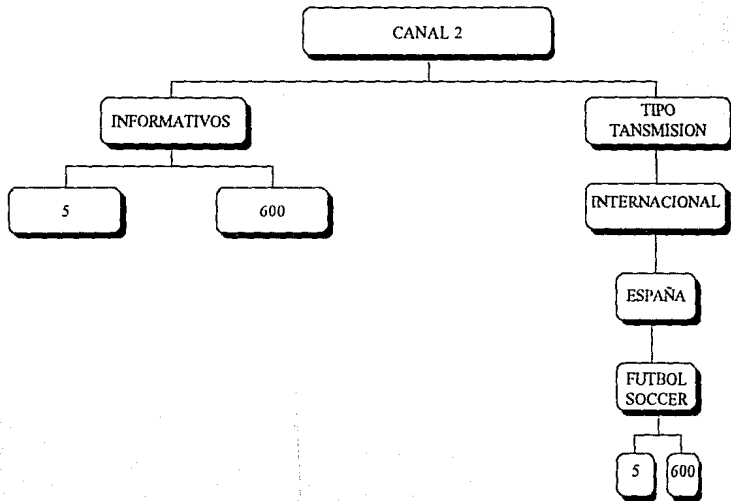 CANAL 2
INFORMATIVOS
TIPO
TANSMISION
5
600
INTERNACIONAL
ESPAÑA
FUTBOL
SOCCER
5
600